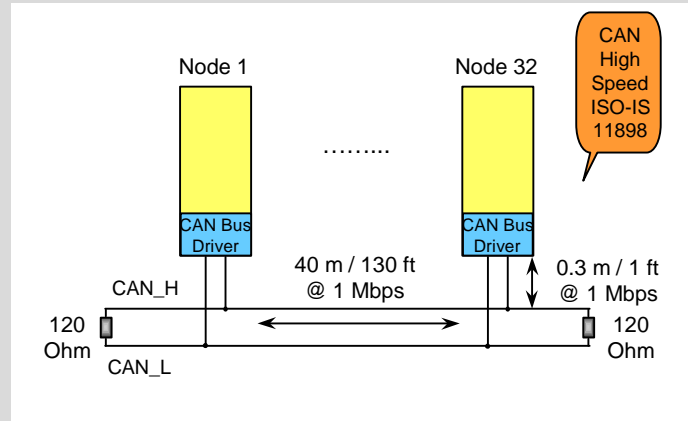 CAN
High
Speed
ISO-IS
11898
Node 1
Node 32
……...
CAN Bus
Driver
CAN Bus
Driver
40 m / 130 ft
@ 1 Mbps
0.3 m / 1 ft
@ 1 Mbps
CAN_H
120
Ohm
120
Ohm
CAN_L